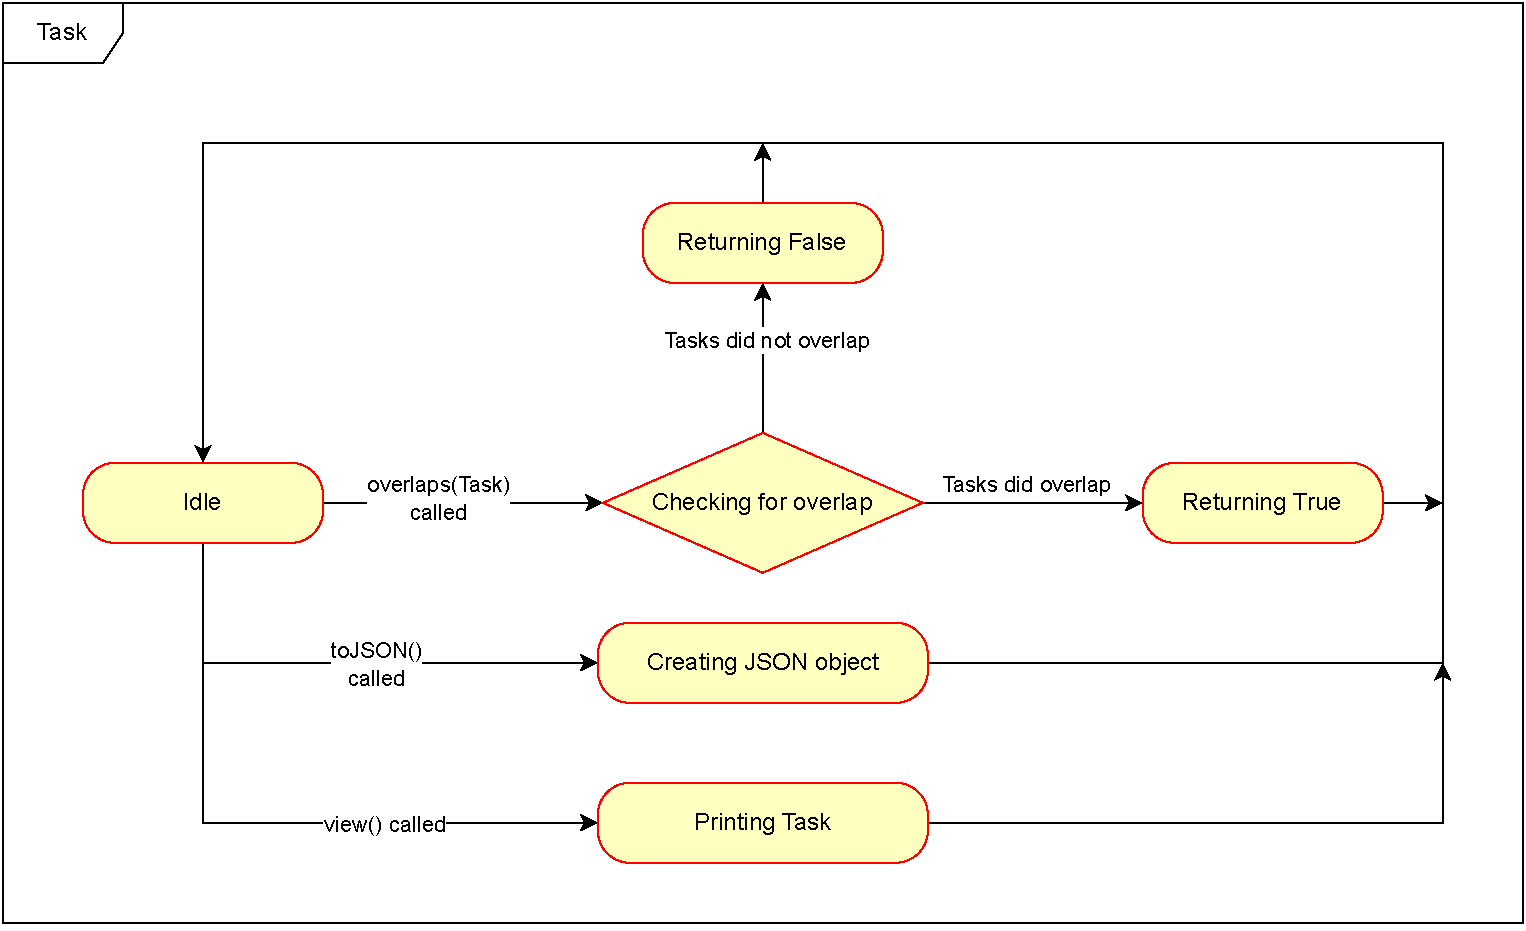 Task
Returning False
Tasks did not overlap
Idle
overlaps(Task)
called
Checking for overlap
Tasks did overlap
Returning True
toJSON()
called
Creating JSON object
view() called
Printing Task